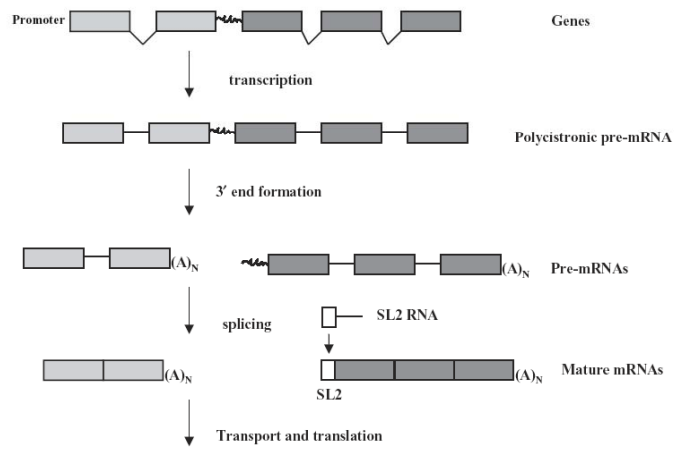 Promoter
Genes
transcription
Polycistronic pre-mRNA
3′ end formation
(A)N
(A)N
Pre-mRNAs
splicing
SL2 RNA
(A)N
(A)N
Mature mRNAs
SL2
Transport and translation